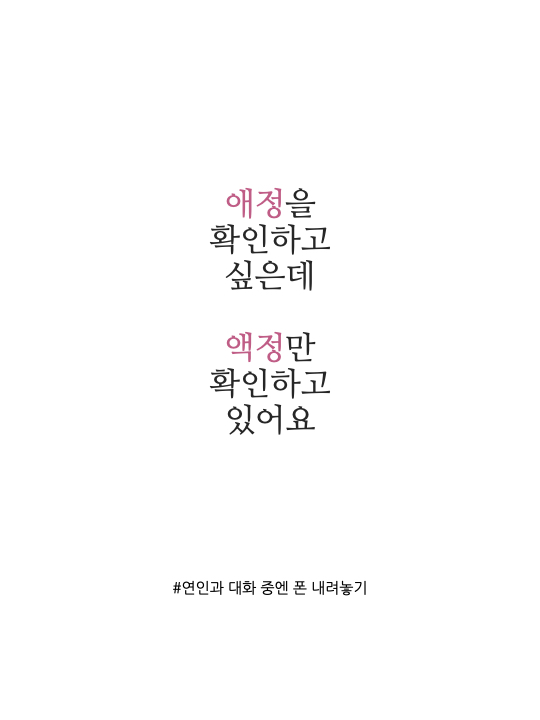 애정을
확인하고
싶은데
액정만
확인하고
있어요
#연인과 대화 중엔 폰 내려놓기